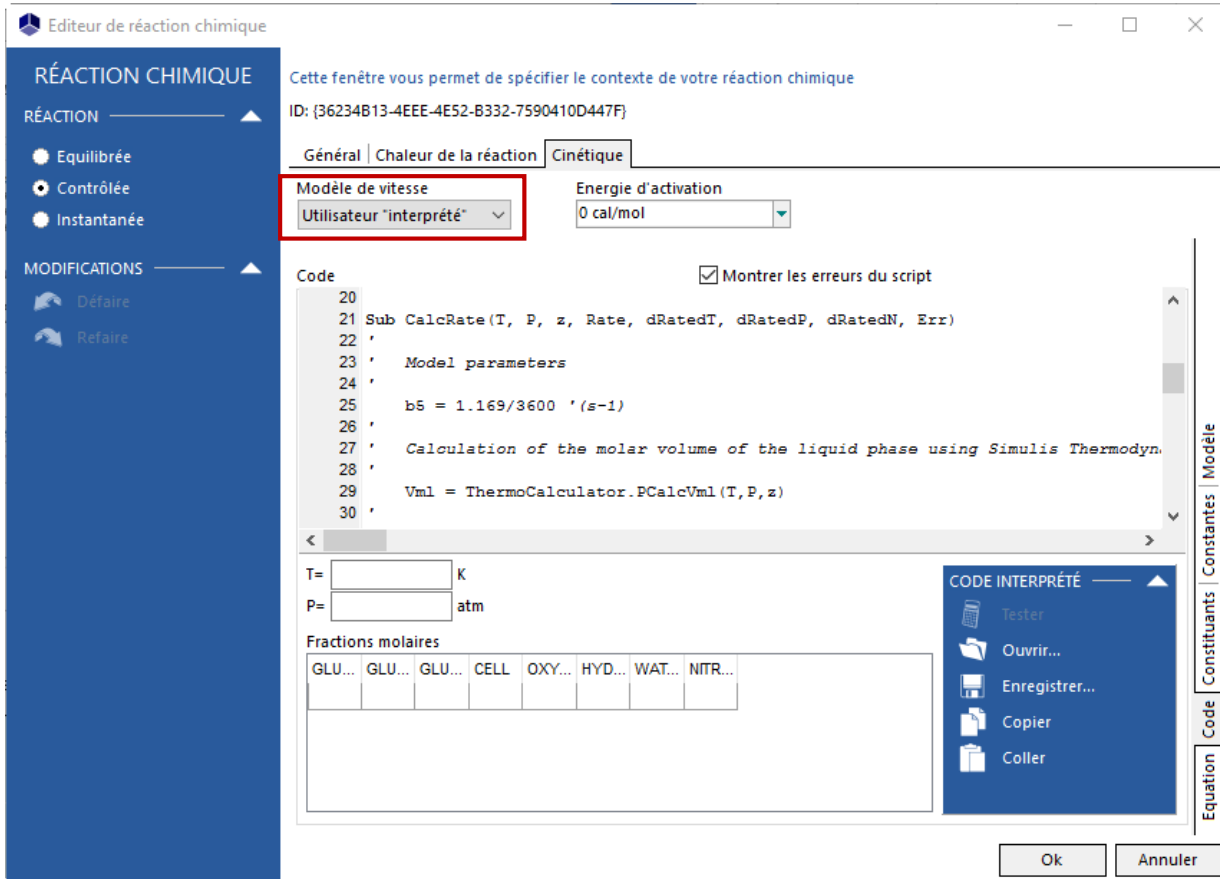 Editeur de réaction chimique
RÉACTION CHIMIQUE
RÉACTION
Equilibrée
Contrôlée
Instantanée
MODIFICATIONS
Défaire
Refaire
Cette fenêtre vous permet de spécifier le contexte de votre réaction chimique
ID: {36234B13-4EEE-4E52-B332-7590410D447F}
Général Chaleur de la réaction Cinétique
Modèle de vitesse
Utilisateur "interprété"
Energie d'activation
0 cal/mol
Code
Montrer les erreurs du script
20
21 Sub CalcRate(T, P, z, Rate, dRatedT, dRatedP, dRatedN, Err)
22 '
23 ' Model parameters
24 '
25 b5 = 1.169/3600 '(s-1)
26 '
27 ' Calculation of the molar volume of the liquid phase using Simulis Thermodyn
28 '
29 Vml = ThermoCalculator.PCalcVml(T,P,z)
30 '
T= K
P= atm
Fractions molaires
GLU... GLU... GLU... CELL OXY... HYD... WAT... NITR...
CODE INTERPRÉTÉ
Tester
Ouvrir...
Enregistrer...
Copier
Coller
Modèle
Constantes
Constituants
Code
Equation
Ok Annuler